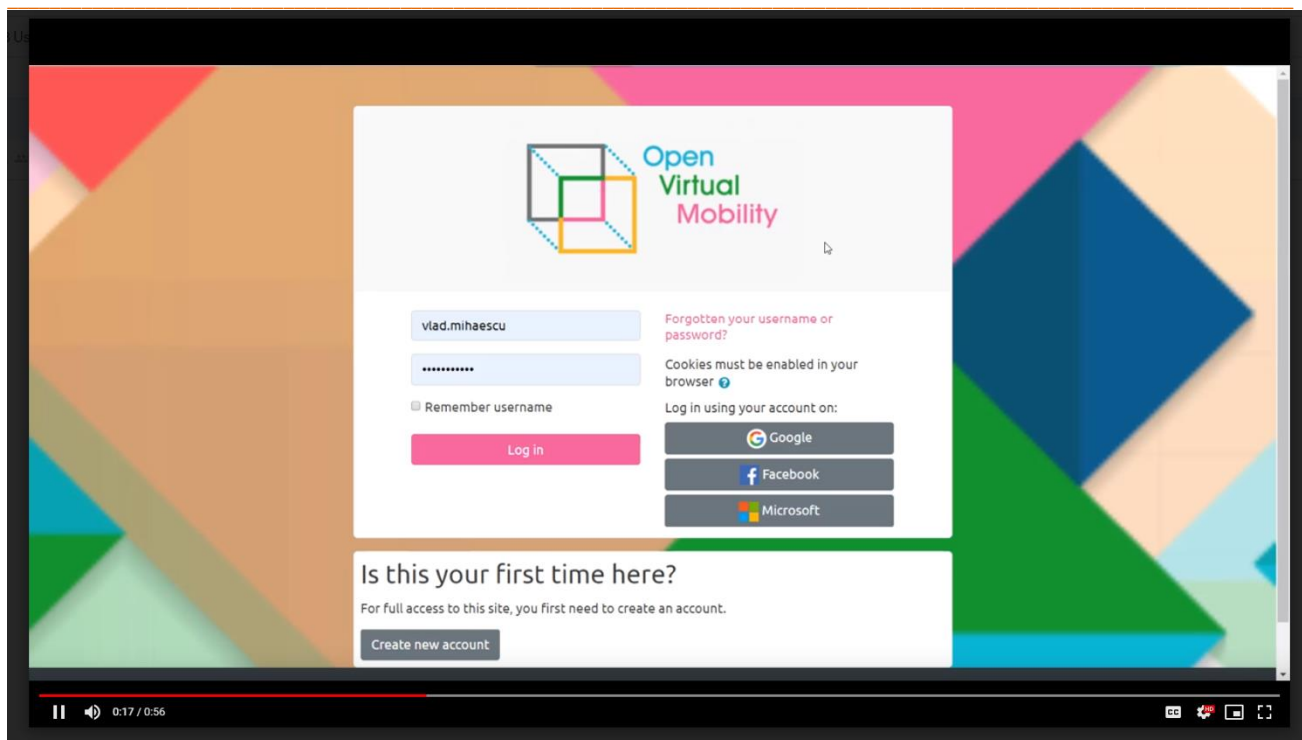 Open
Virtual
Mobility
vlad.mihaescu
Forgotten your username or
password?
•••••••••••
Cookies must be enabled in your
browser
Remember username
Log in using your account on:
Log in
Google
Facebook
Microsoft
Is this your first time here?
For full access to this site, you first need to create an account.
Create new account
0:17 / 0:56
CC
HD